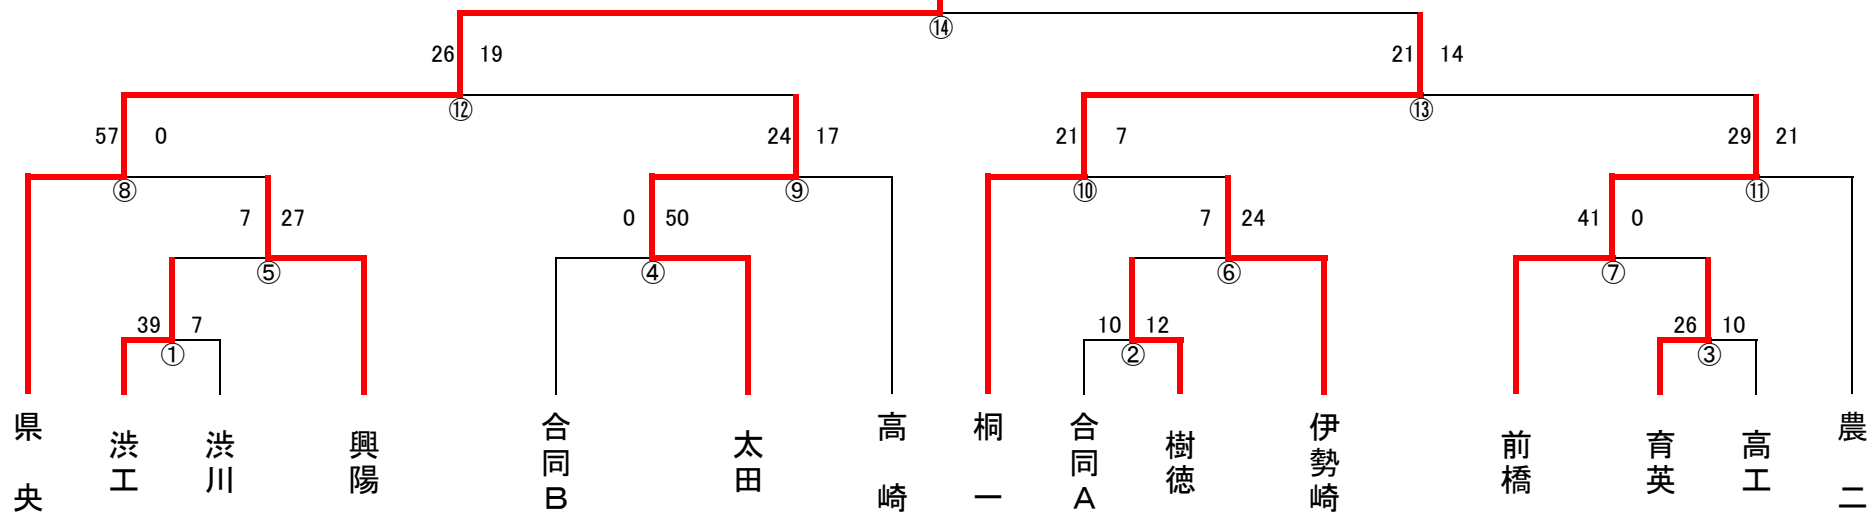 ⑭
26 19
21 14
⑫
⑬
57 0
24 17
21 7
29 21
⑧
⑨
⑩
⑪
7 27
0 50
7 24
41 0
⑤
④
⑥
⑦
39 7
10 12
26 10
①
②
③
県央
渋工
渋川
興陽
合同B
太田
高崎
桐一
合同A
樹徳
伊勢崎
前橋
育英
高工
農二